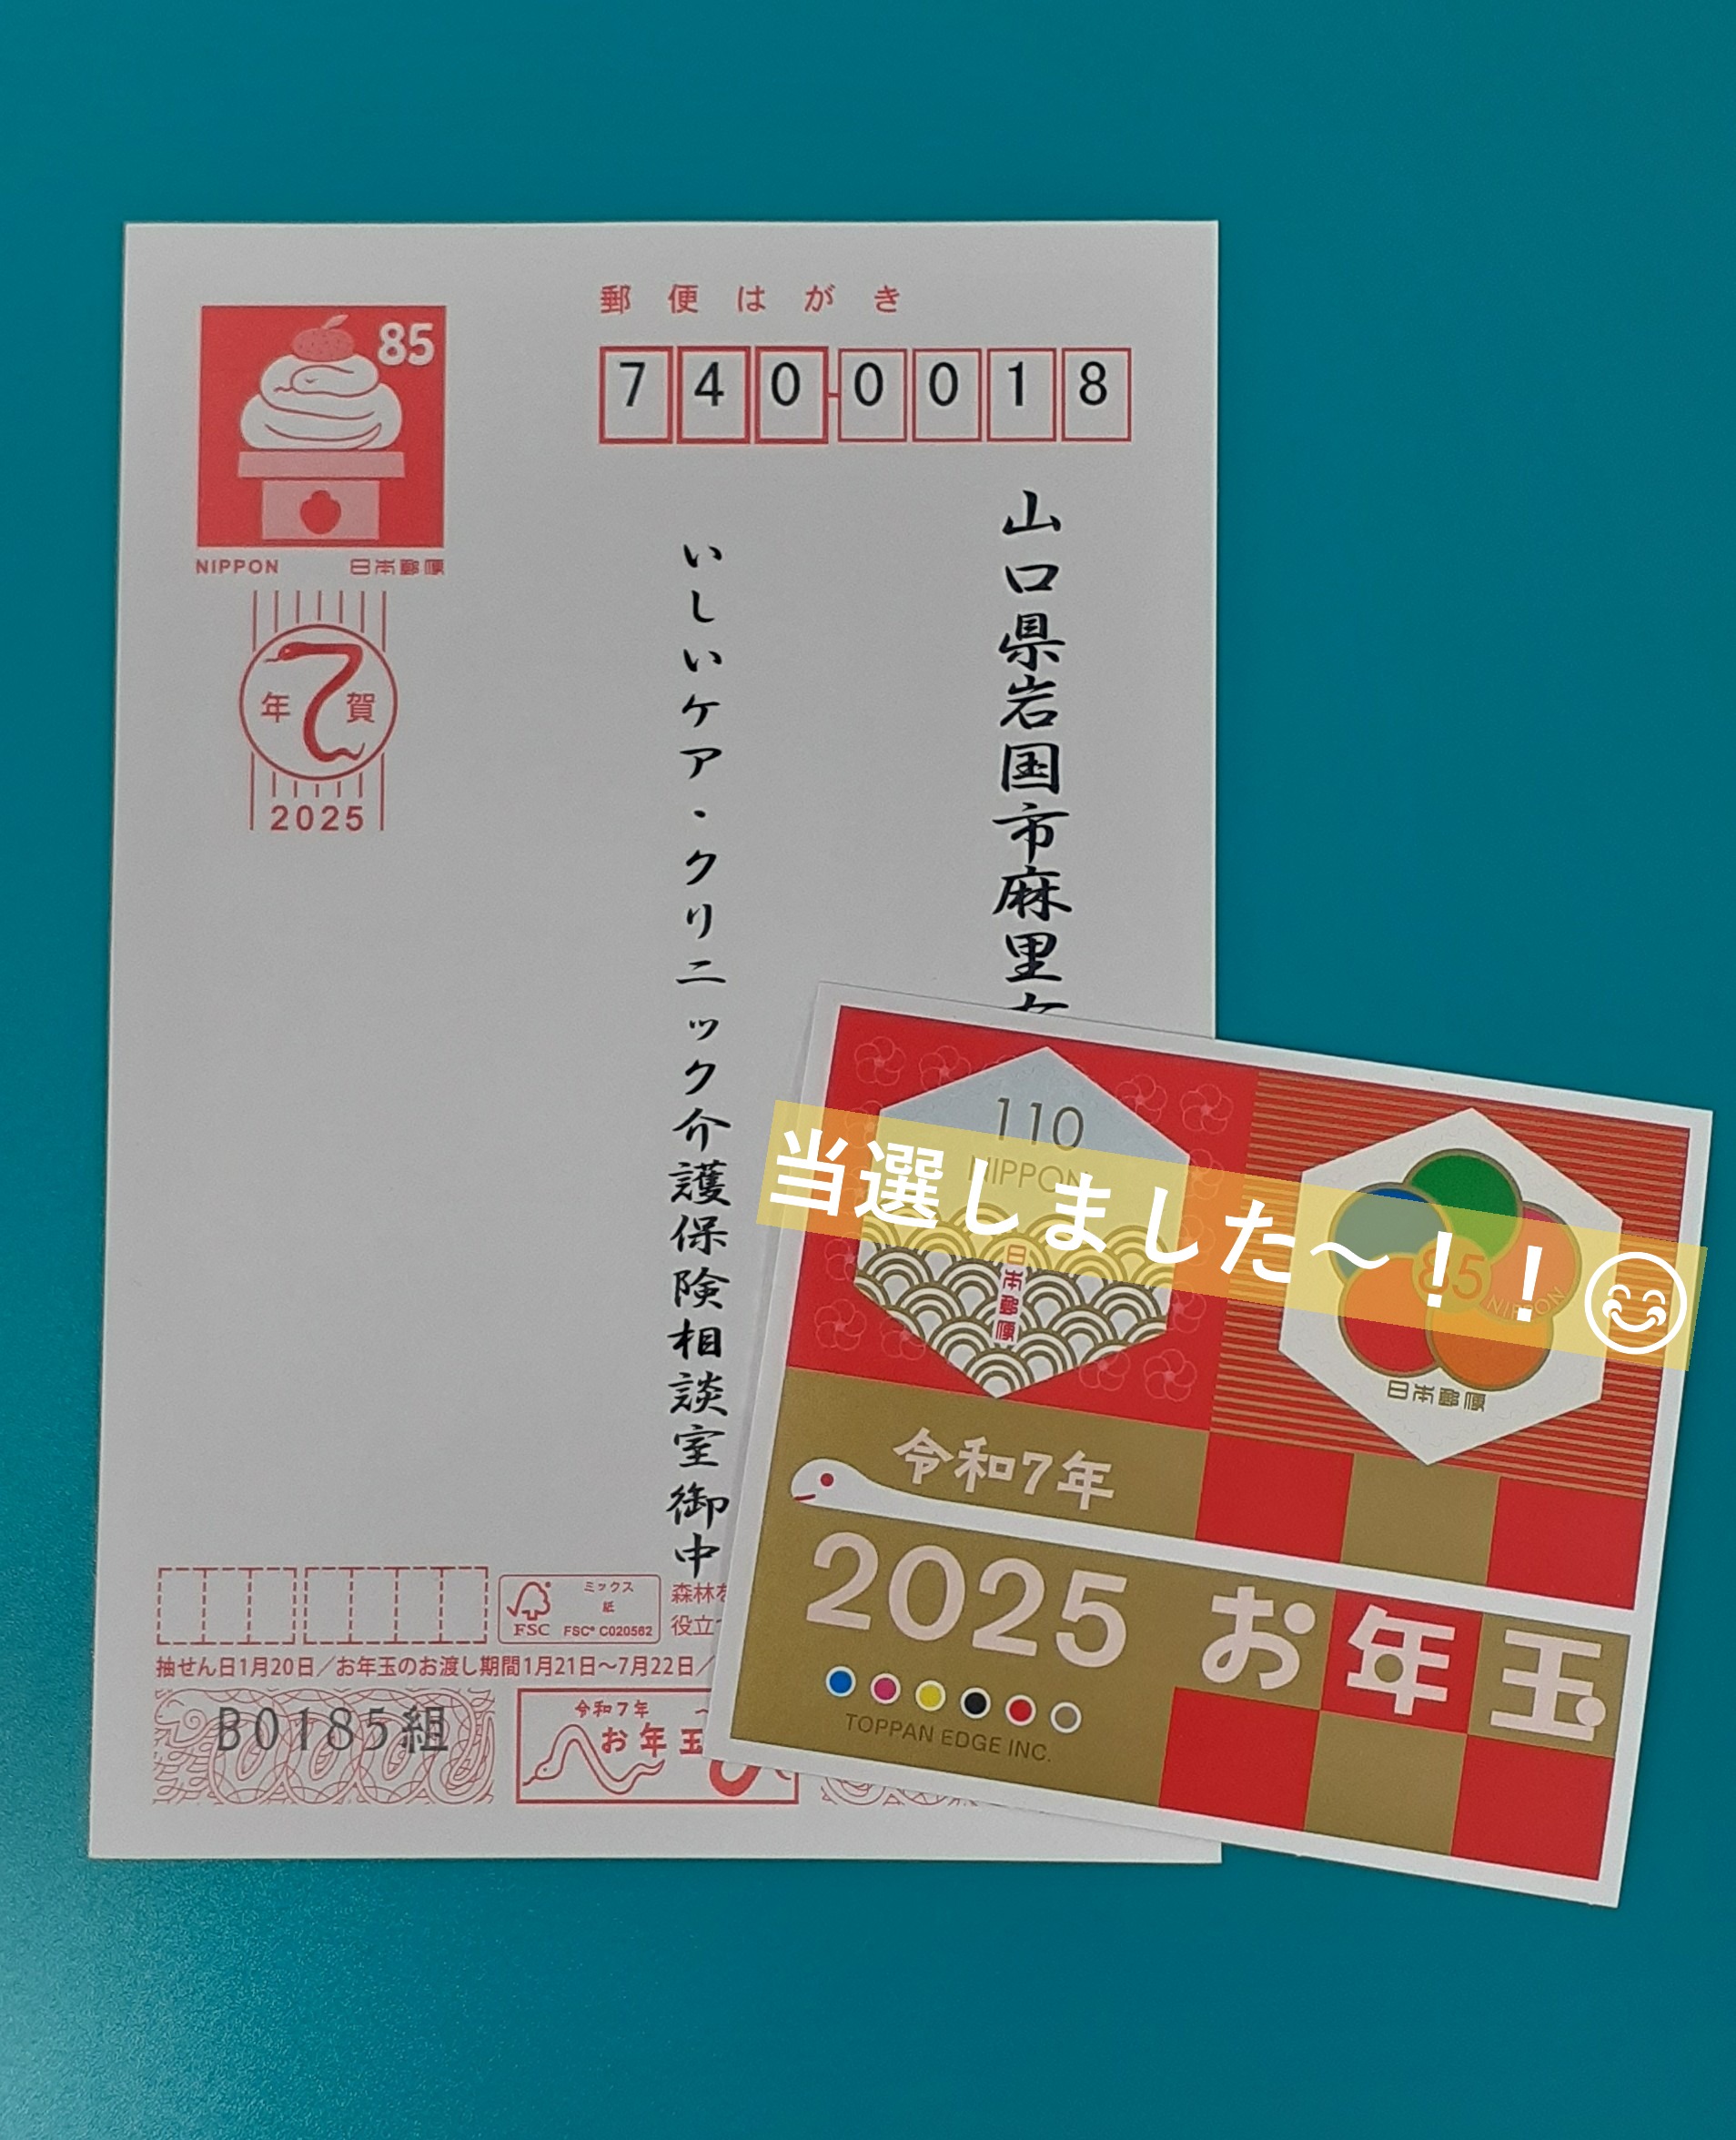 郵便はがき
85
NIPPON 日本郵便
740-0018
年賀
2025
山口県岩国市麻里
いしいケア・クリニック介護保険相談室御中
110
NIPPON
日本郵便
当選しました～！！
85
NIPPON
日本郵便
令和7年
2025 お年玉
TOPPAN EDGE INC.
FSC
ミックス
紙
FSC® C020562
森林
役立
抽せん日1月20日／お年玉のお渡し期間1月21日～7月22日／
B0185組
令和7年
お年玉